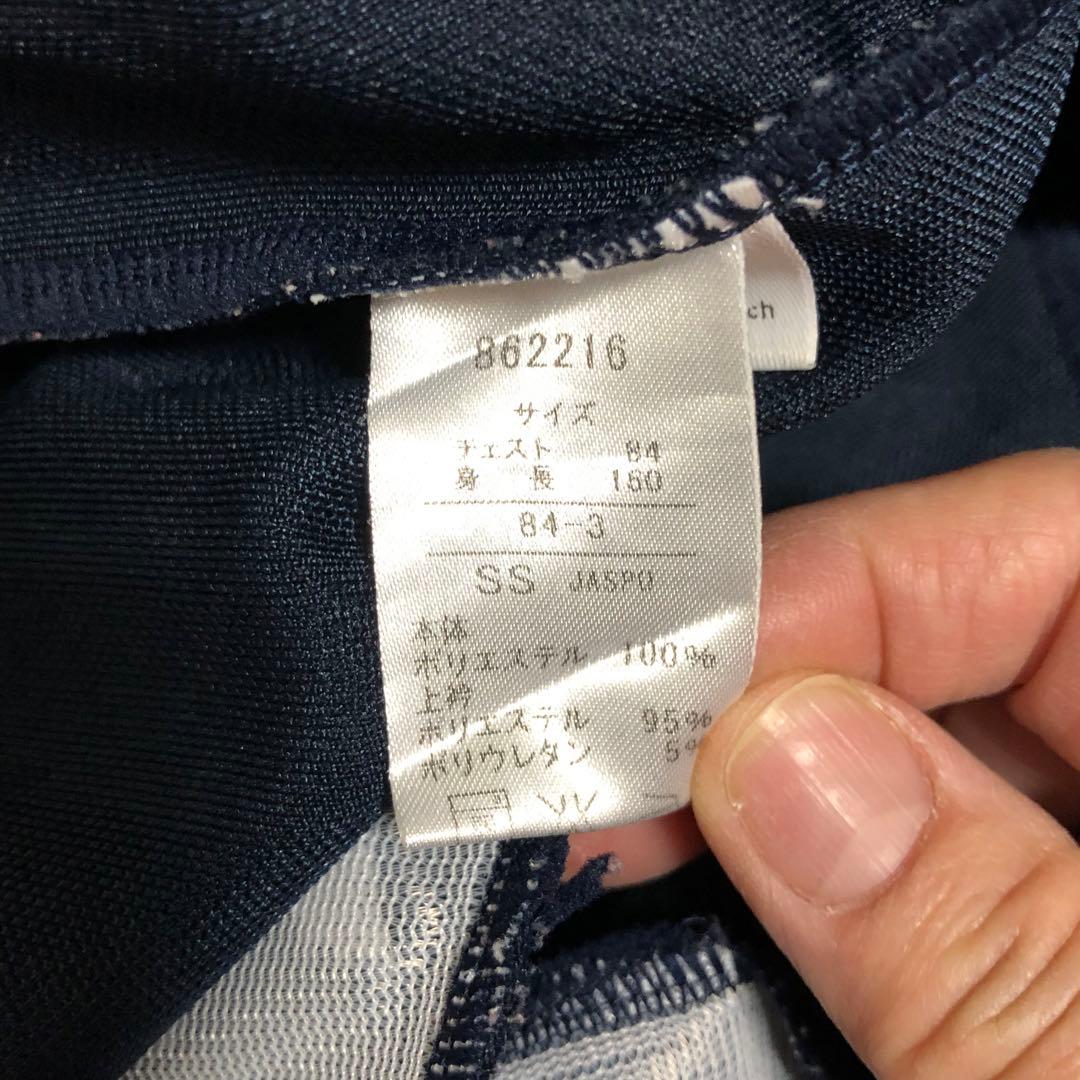 862216
サイズ
チェスト 84
身 長 160
84-3
SS JASPO
本体
ポリエステル 100%
上衿
ポリエステル 95%
ポリウレタン 5%
ch